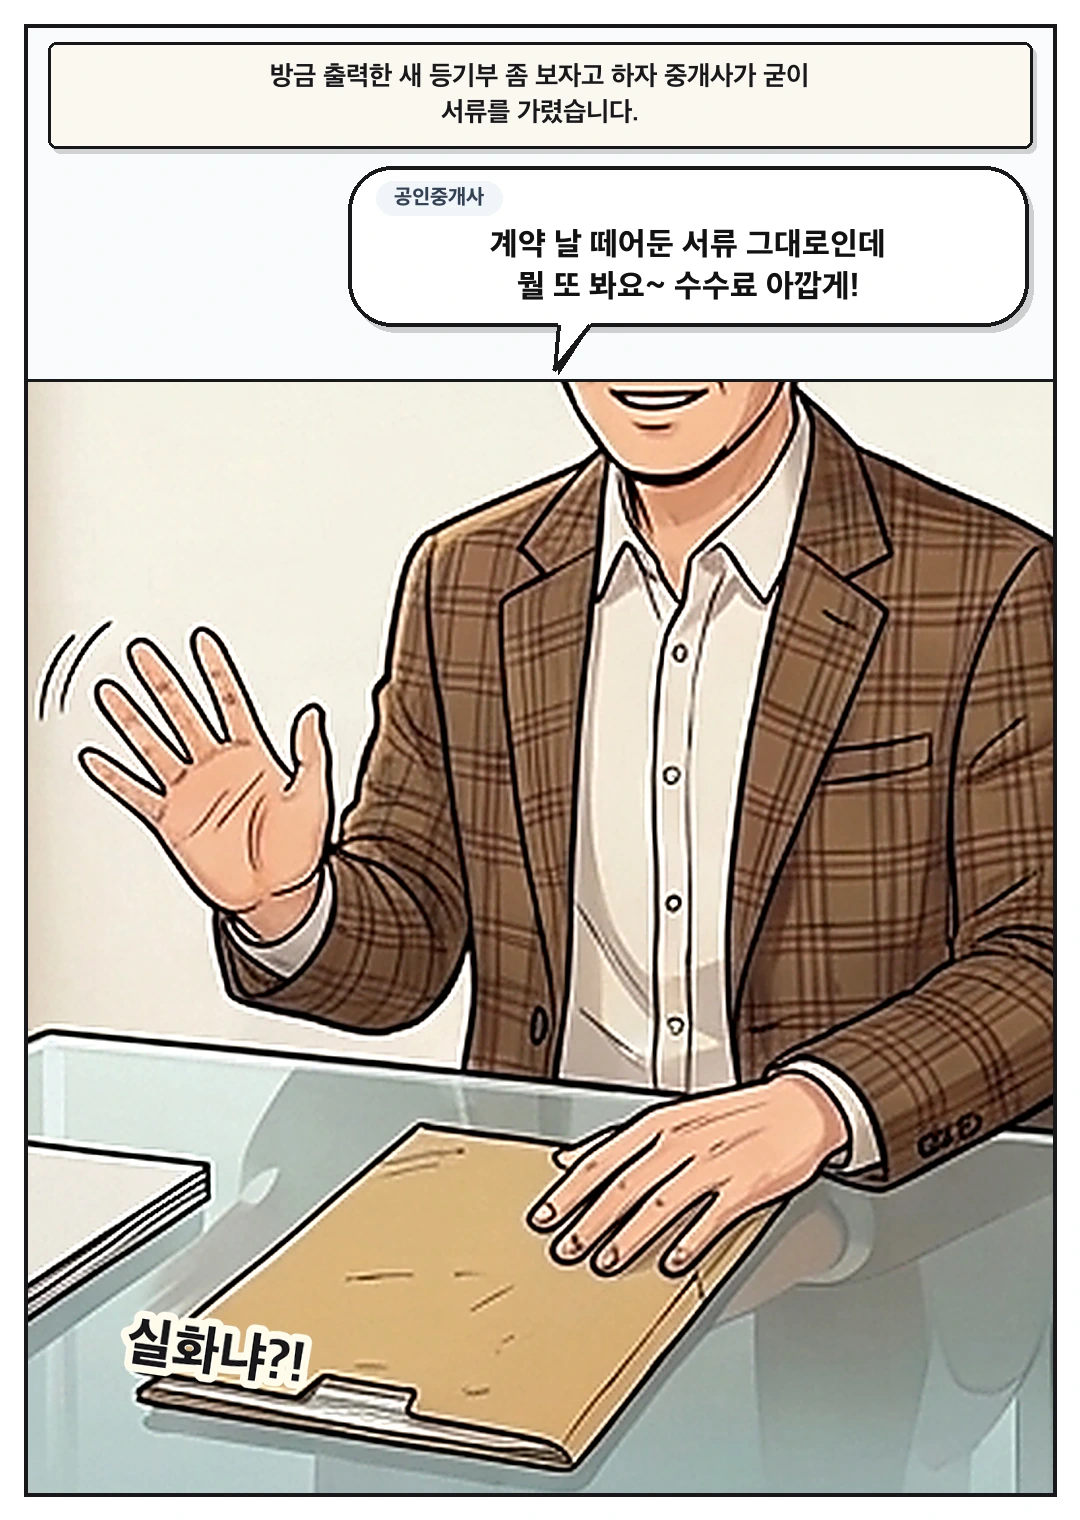 방금 출력한 새 등기부 좀 보자고 하자 중개사가 굳이
서류를 가렸습니다.
공인중개사
계약 날 떼어둔 서류 그대로인데
뭘 또 봐요~ 수수료 아깝게!
실화냐?!